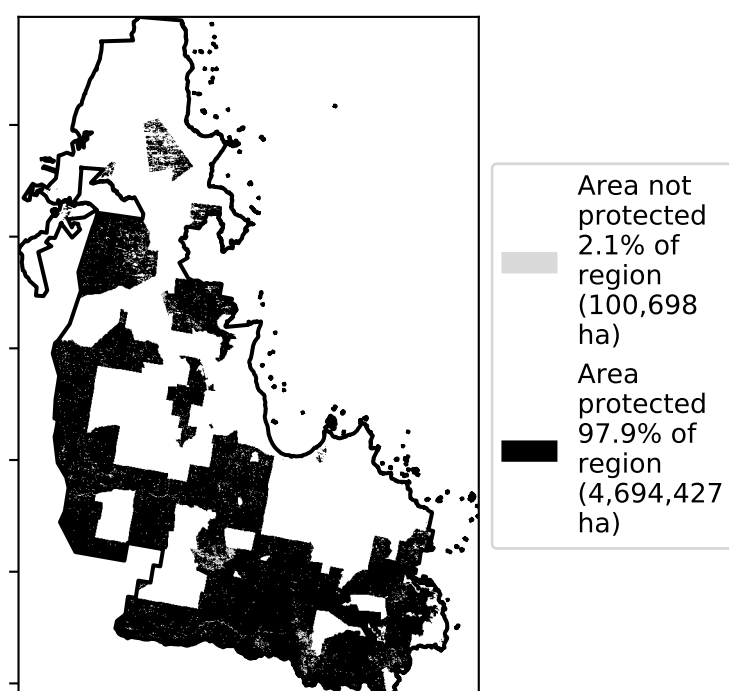 Area not
protected
2.1% of
region
(100,698
ha)
Area
protected
97.9% of
region
(4,694,427
ha)